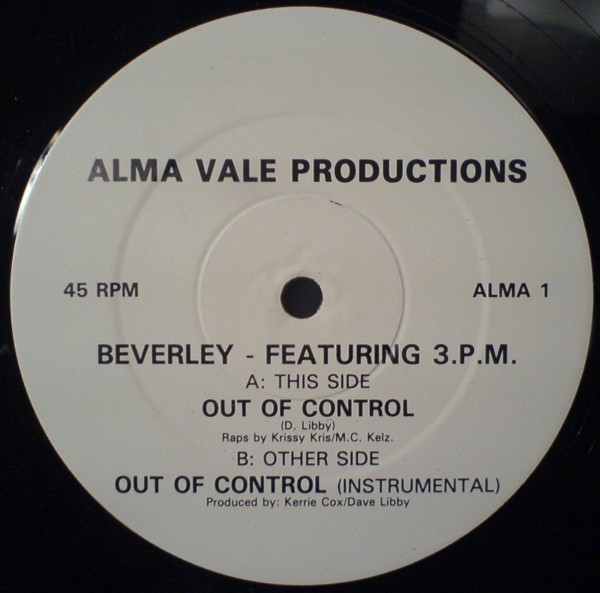 ALMA VALE PRODUCTIONS
45 RPM
ALMA 1
BEVERLEY - FEATURING 3.P.M.
A: THIS SIDE
OUT OF CONTROL
(D. Libby)
Raps by Krissy Kris/M.C. Kelz.
B: OTHER SIDE
OUT OF CONTROL (INSTRUMENTAL)
Produced by: Kerrie Cox/Dave Libby